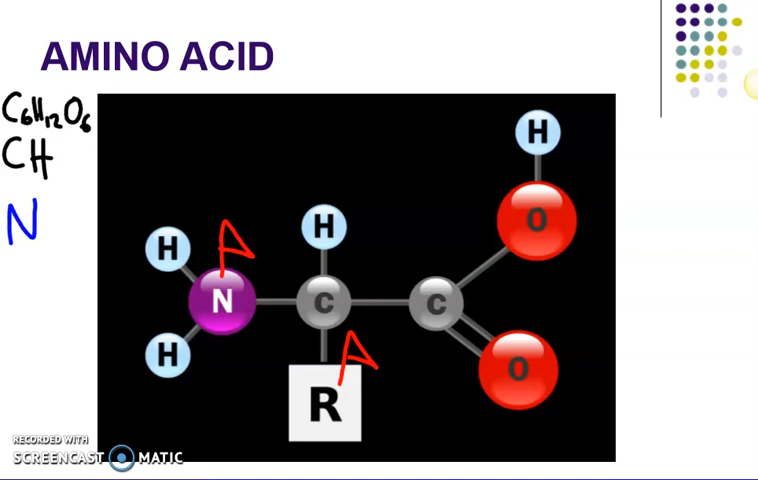 AMINO ACID
C6H12O6
CH
N
H
O
H
H
A
N
C
C
H
A
R
O
RECORDED WITH
SCREENCAST MATIC